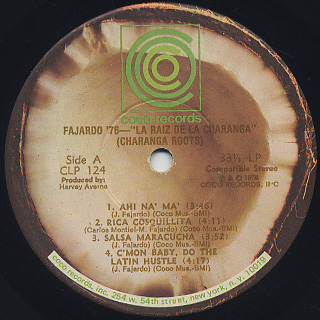 coco records
FAJARDO '76—"LA RAIZ DE LA CHARANGA"
(CHARANGA ROOTS)
Side A
CLP 124
Produced by:
Harvey Averne
33⅓ LP
Compatible Stereo
1. AHI NA' MA' (3:46)
(J. Fajardo) (Coco Mus.-BMI)
2. RICA COSQUILLITA (4:11)
(Carlos Montiel-M. Fajardo) (Coco Mus.-BMI)
3. SALSA MARACUCHA (3:52)
(J. Fajardo) (Coco Mus.-BMI)
4. C'MON BABY, DO THE
LATIN HUSTLE (4:17)
(J. Fajardo) (Coco Mus.-BMI)
coco records, inc. 254 w. 54th street, new york, n.y. 10019